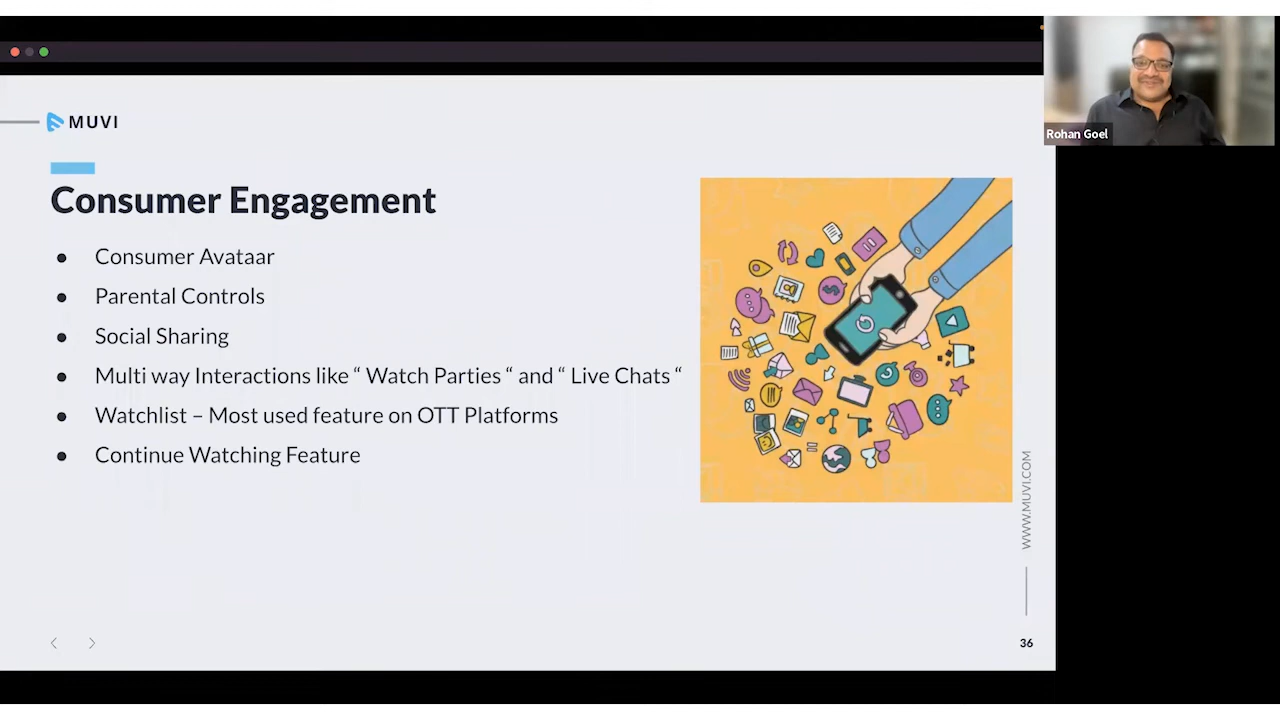 MUVI
Rohan Goel
Consumer Engagement
● Consumer Avataar
● Parental Controls
● Social Sharing
● Multi way Interactions like “ Watch Parties “ and “ Live Chats “
● Watchlist – Most used feature on OTT Platforms
● Continue Watching Feature
WWW.MUVI.COM
36